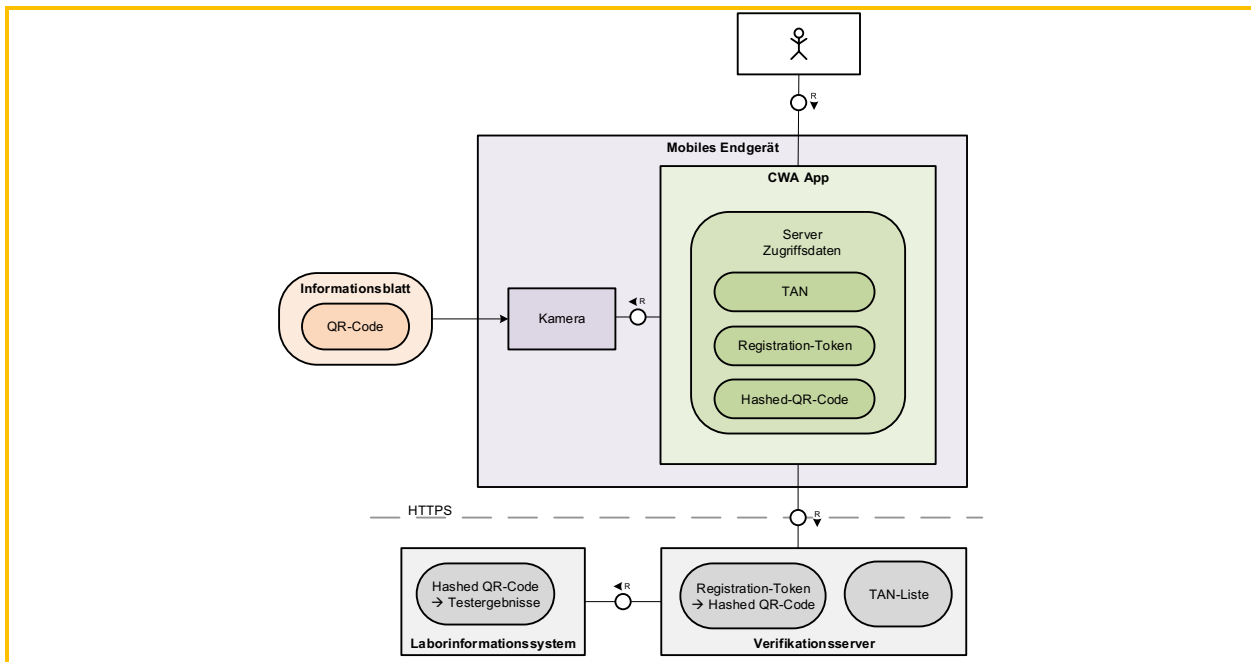 R
Mobiles Endgerät
CWA App
Server
Zugriffsdaten
TAN
Registration-Token
Hashed-QR-Code
Informationsblatt
QR-Code
Kamera
R
HTTPS
R
Hashed QR-Code
→ Testergebnisse
Laborinformationssystem
R
Registration-Token
→ Hashed QR-Code
TAN-Liste
Verifikationsserver